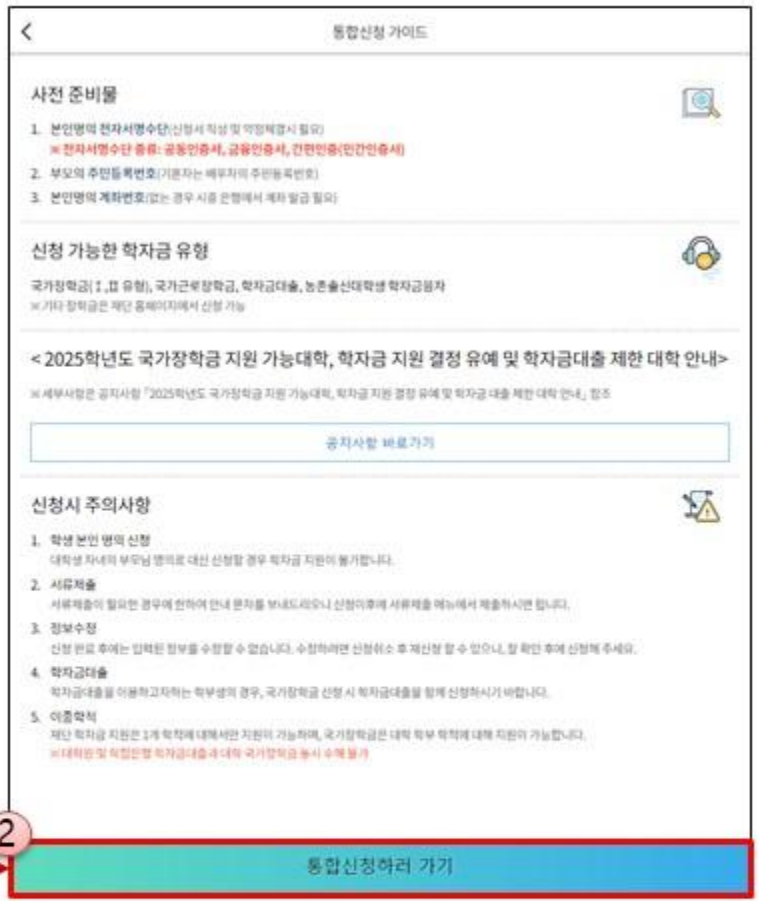 통합신청 가이드
사전 준비물
1. 본인명의 전자서명수단(신청서 작성 및 약정체결시 필요)
※ 전자서명수단 종류: 공동인증서, 금융인증서, 간편인증(민간인증서)
2. 부모의 주민등록번호(기혼자는 배우자의 주민등록번호)
3. 본인명의 계좌번호(없는 경우 시중 은행에서 계좌 발급 필요)
신청 가능한 학자금 유형
국가장학금(Ⅰ,Ⅱ 유형), 국가근로장학금, 학자금대출, 농촌출신대학생 학자금융자
※ 기타 장학금은 재단 홈페이지에서 신청 가능
< 2025학년도 국가장학금 지원 가능대학, 학자금 지원 결정 유예 및 학자금대출 제한 대학 안내>
※ 세부사항은 공지사항 「2025학년도 국가장학금 지원 가능대학, 학자금 지원 결정 유예 및 학자금 대출 제한 대학 안내」 참조
공지사항 바로가기
신청시 주의사항
1. 학생 본인 명의 신청
대학생 자녀의 부모님 명의로 대신 신청할 경우 학자금 지원이 불가합니다.
2. 서류제출
서류제출이 필요한 경우에 한하여 안내 문자를 보내드리오니 신청이후에 서류제출 메뉴에서 제출하시면 됩니다.
3. 정보수정
신청 완료 후에는 입력된 정보를 수정할 수 없습니다. 수정하려면 신청취소 후 재신청 할 수 있으나, 잘 확인 후에 신청해 주세요.
4. 학자금대출
학자금대출을 이용하고자하는 학부생의 경우, 국가장학금 신청 시 학자금대출을 함께 신청하시기 바랍니다.
5. 이중학적
재단 학자금 지원은 1개 학적에 대해서만 지원이 가능하며, 국가장학금은 대학 학부 학적에 대해 지원이 가능합니다.
※ 대학원 및 학점은행 학자금대출과 대학 국가장학금 동시 수혜 불가
2
통합신청하러 가기